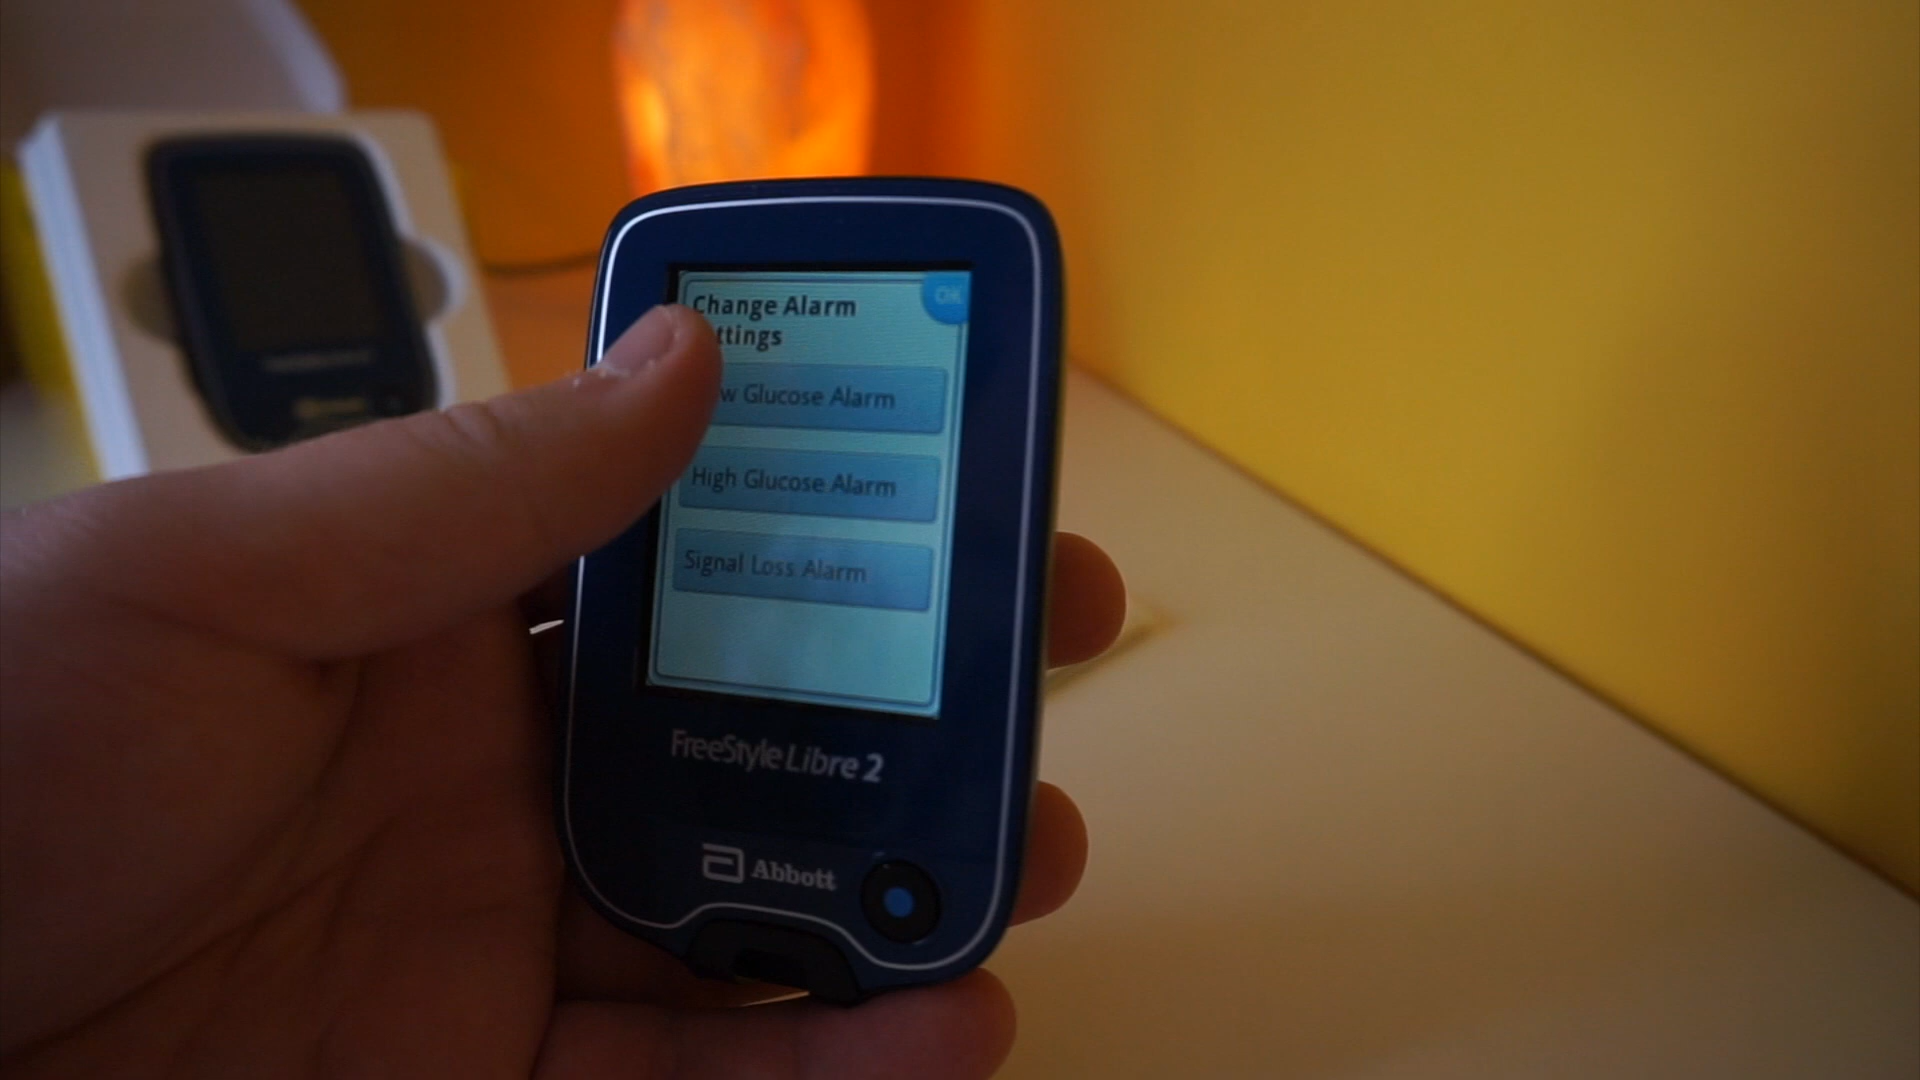 OK
Change Alarm
ttings
w Glucose Alarm
High Glucose Alarm
Signal Loss Alarm
FreeStyle Libre 2
Abbott